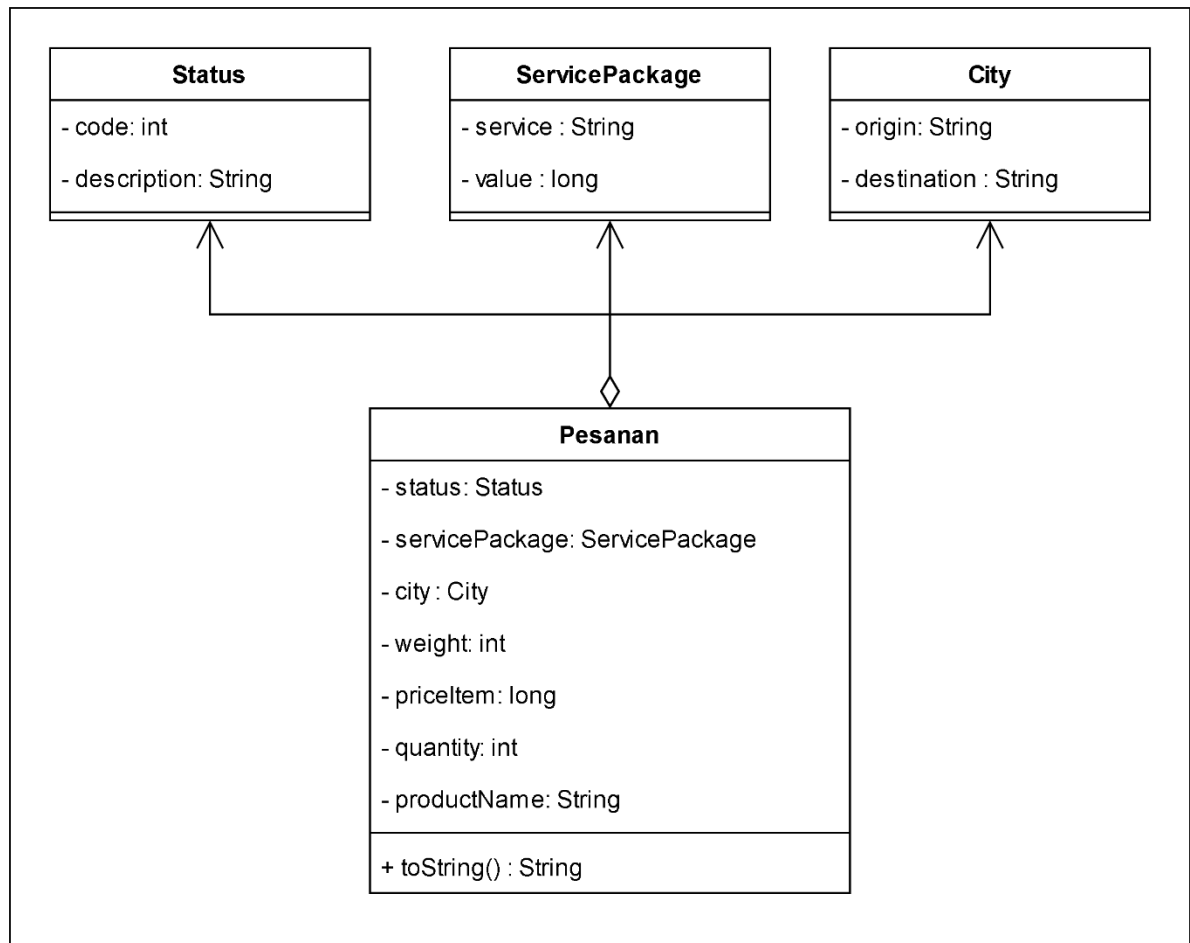 Status
- code: int
- description: String
ServicePackage
- service : String
- value : long
City
- origin: String
- destination : String
Pesanan
- status: Status
- servicePackage: ServicePackage
- city : City
- weight: int
- priceItem: long
- quantity: int
- productName: String
+ toString() : String